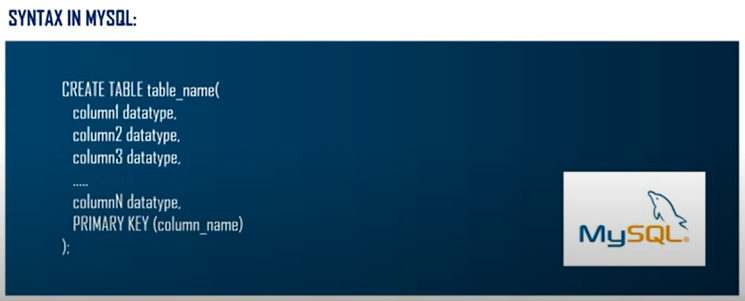 SYNTAX IN MYSQL:
CREATE TABLE table_name(
column1 datatype,
column2 datatype,
column3 datatype,
.....
columnN datatype,
PRIMARY KEY (column_name)
);
MySQL®